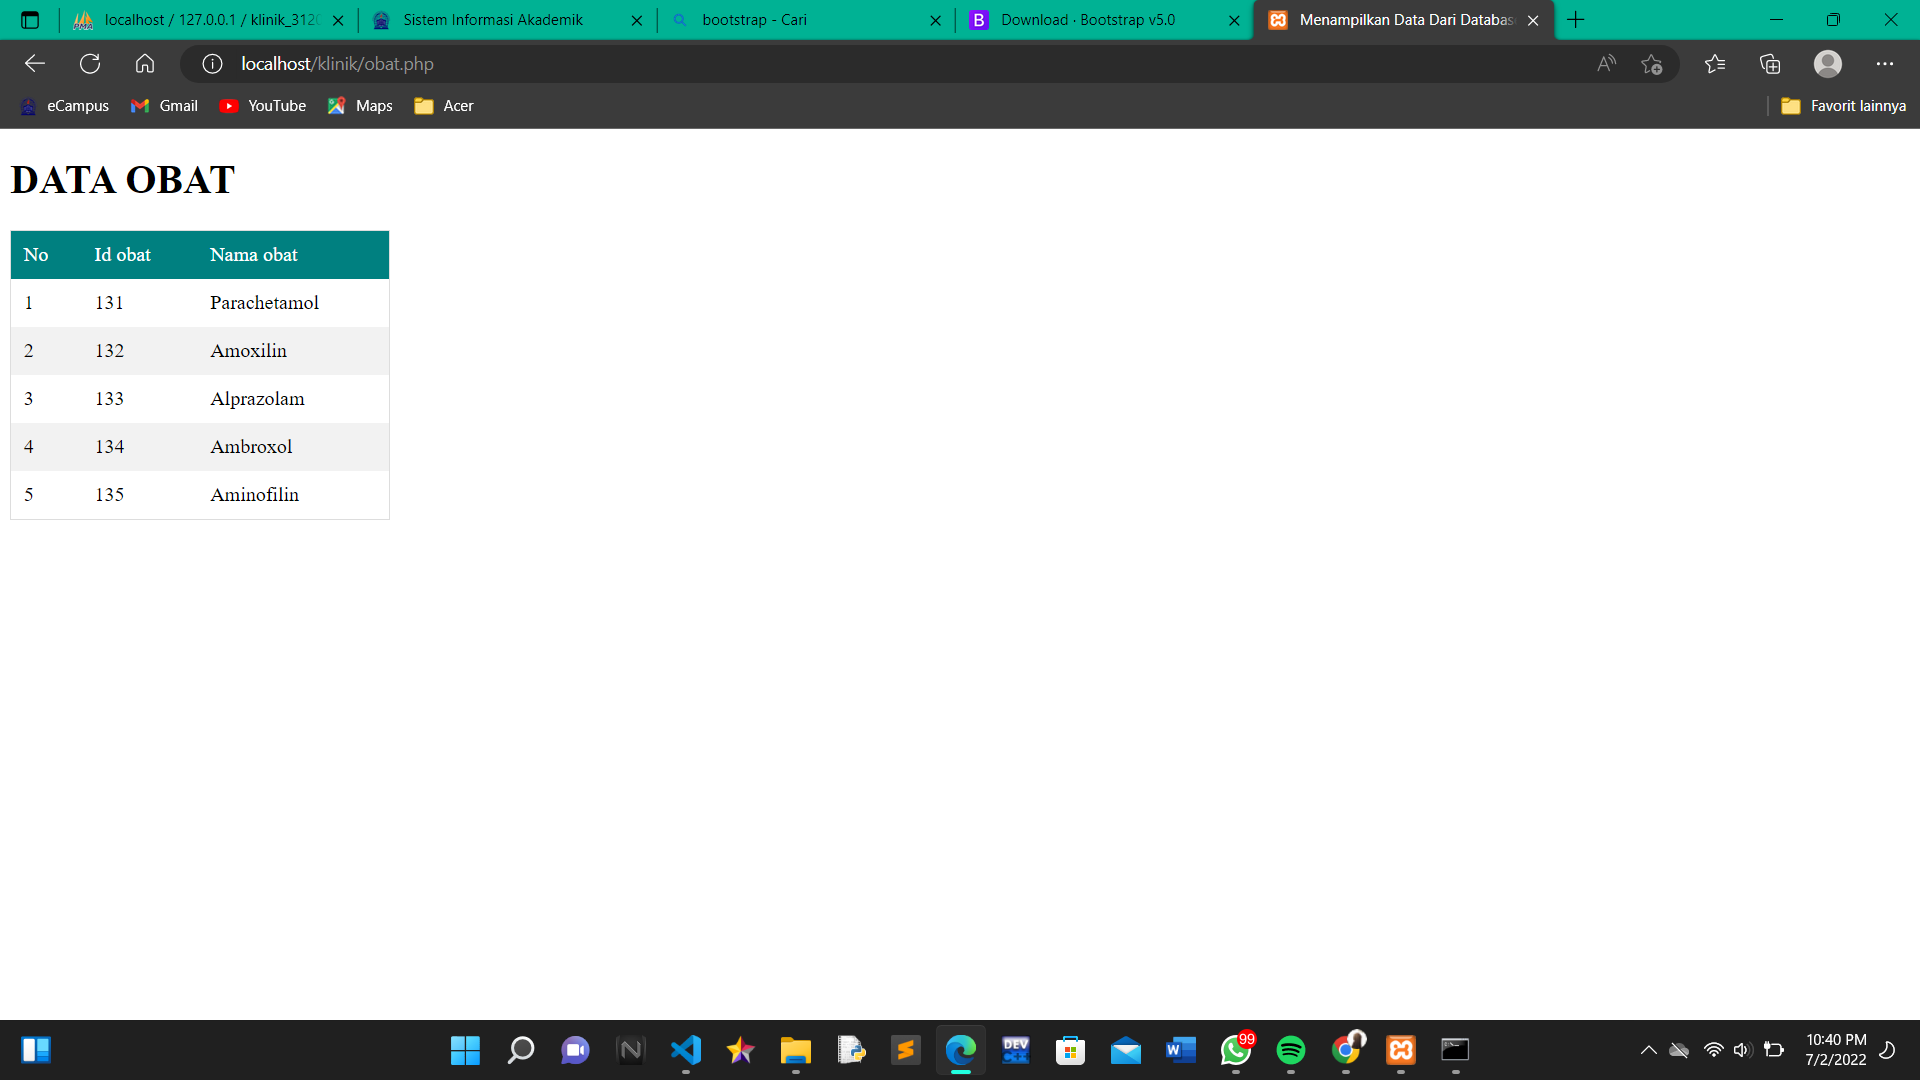 localhost / 127.0.0.1 / klinik_312
Sistem Informasi Akademik
bootstrap - Cari
B
Download · Bootstrap v5.0
Menampilkan Data Dari Databas
localhost/klinik/obat.php
eCampus
Gmail
YouTube
Maps
Acer
Favorit lainnya
DATA OBAT
No Id obat Nama obat
1 131 Parachetamol
2 132 Amoxilin
3 133 Alprazolam
4 134 Ambroxol
5 135 Aminofilin
DEV
C++
W
99
10:40 PM
7/2/2022